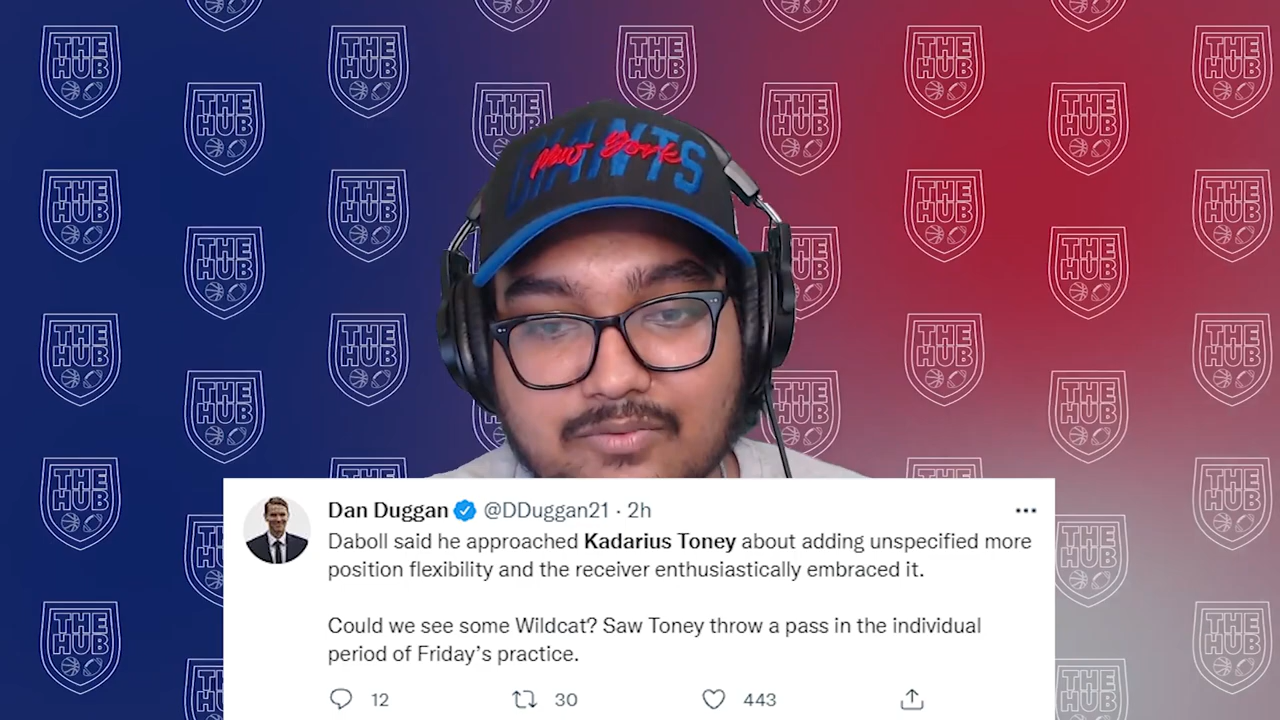 THE
HUB
New York
GIANTS
Dan Duggan @DDuggan21 · 2h
Daboll said he approached Kadarius Toney about adding unspecified more
position flexibility and the receiver enthusiastically embraced it.
Could we see some Wildcat? Saw Toney throw a pass in the individual
period of Friday’s practice.
12 30 443